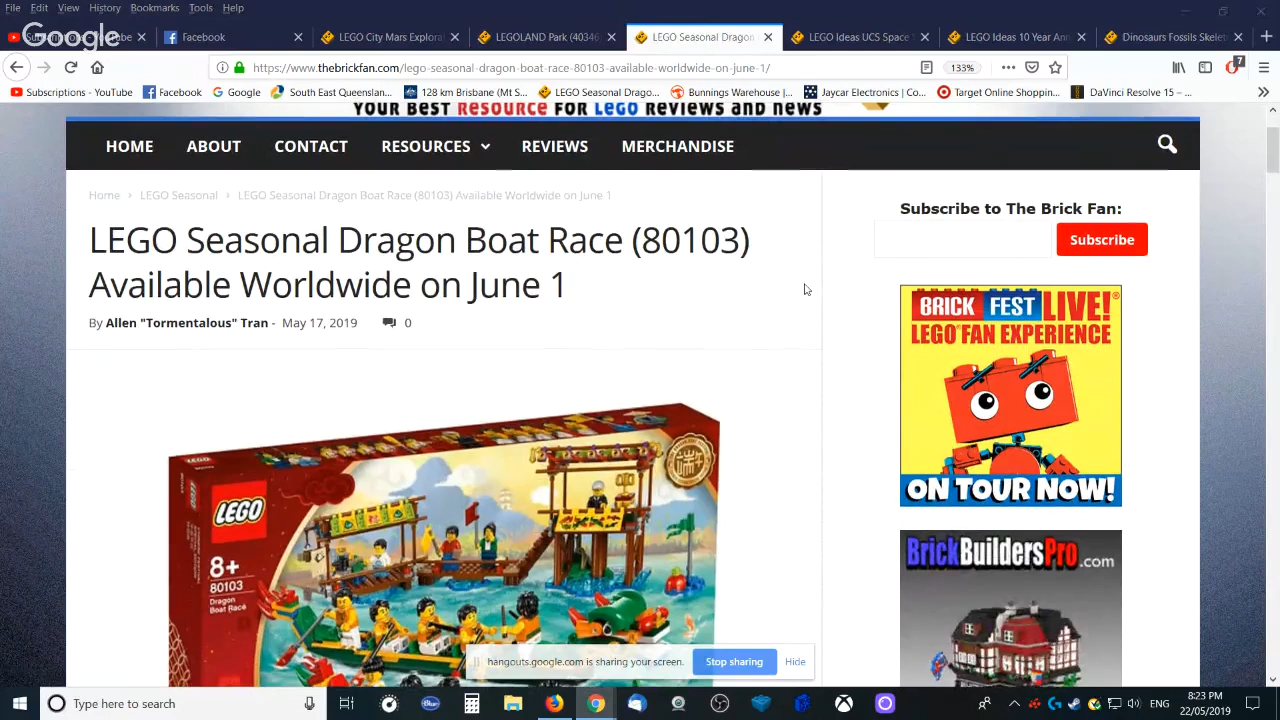 File Edit View History Bookmarks Tools Help
Google
Facebook
LEGO City Mars Explora
LEGOLAND Park (40346
LEGO Seasonal Dragon
LEGO Ideas UCS Space
LEGO Ideas 10 Year Ann
Dinosaurs Fossils Skelet
https://www.thebrickfan.com/lego-seasonal-dragon-boat-race-80103-available-worldwide-on-june-1/
133%
7
Subscriptions - YouTube
Facebook
Google
South East Queenslan...
128 km Brisbane (Mt S...
LEGO Seasonal Drago...
Bunnings Warehouse |...
Jaycar Electronics | Co...
Target Online Shoppin...
DaVinci Resolve 15 – ...
YOUR BEST RESOURCE FOR LEGO REVIEWS AND NEWS
HOME ABOUT CONTACT RESOURCES REVIEWS MERCHANDISE
Home › LEGO Seasonal › LEGO Seasonal Dragon Boat Race (80103) Available Worldwide on June 1
LEGO Seasonal Dragon Boat Race (80103)
Available Worldwide on June 1
By Allen "Tormentalous" Tran - May 17, 2019 0
Subscribe to The Brick Fan:
Subscribe
BRICK FEST LIVE!®
LEGO FAN EXPERIENCE
ON TOUR NOW!
BrickBuildersPro.com
LEGO
LEGO
8+
80103
Dragon
Boat Race
hangouts.google.com is sharing your screen.
Stop sharing
Hide
Type here to search
ENG
8:23 PM
22/05/2019